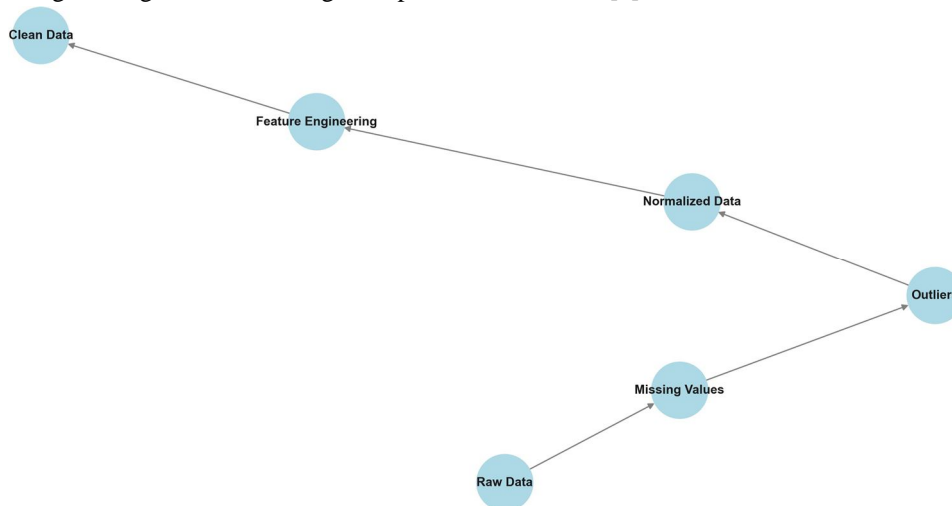 Clean Data
Feature Engineering
Normalized Data
Outlier
Missing Values
Raw Data